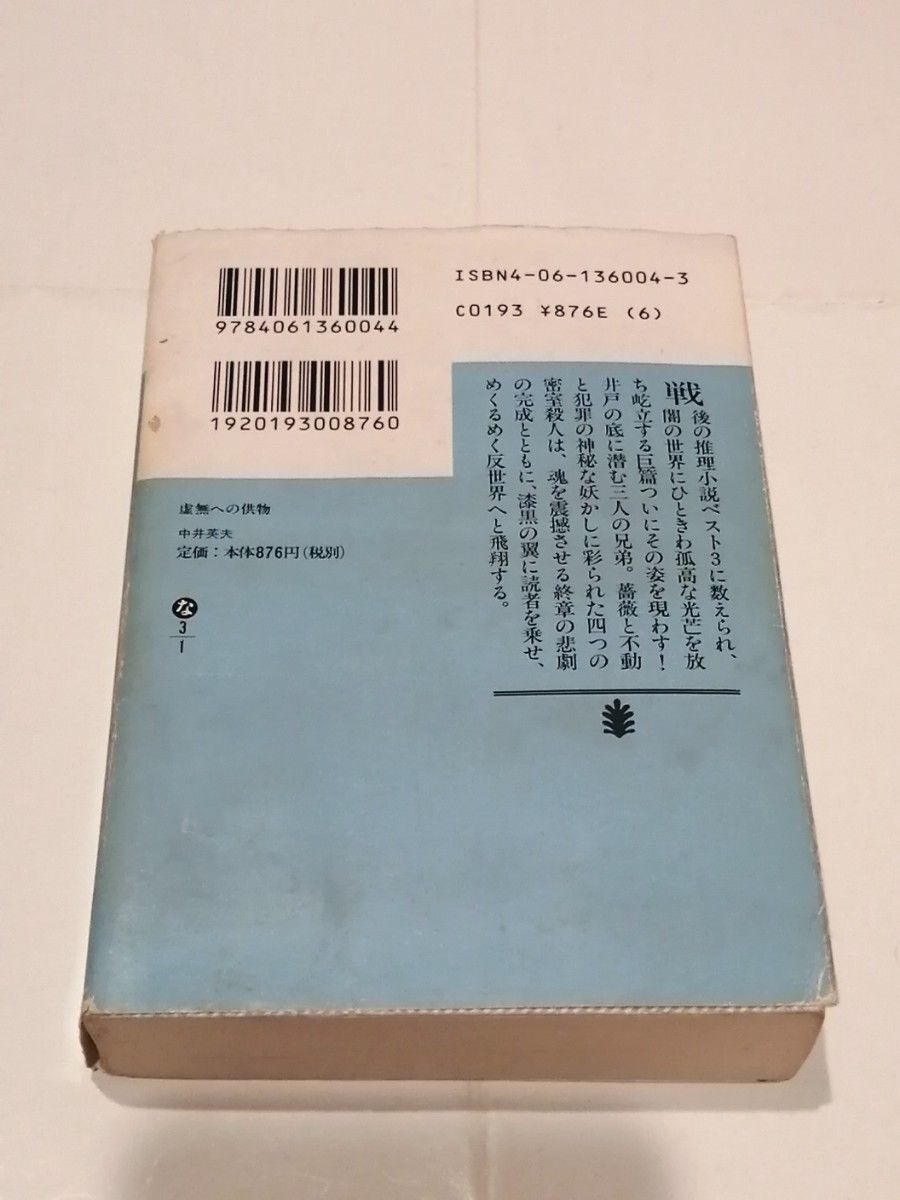 ISBN4-06-136004-3
C0193 ¥876E (6)
9784061360044
1920193008760
戦後の推理小説ベスト3に数えられ、
闇の世界にひときわ孤高な光芒を放
ち屹立する巨篇ついにその姿を現わす!
井戸の底に潜む三人の兄弟。薔薇と不動
と犯罪の神秘な妖かしに彩られた四つの
密室殺人は、魂を震撼させる終章の悲劇
の完成とともに、漆黒の翼に読者を乗せ、
めくるめく反世界へと飛翔する。
虚無への供物
中井英夫
定価:本体876円(税別)
な
3
1